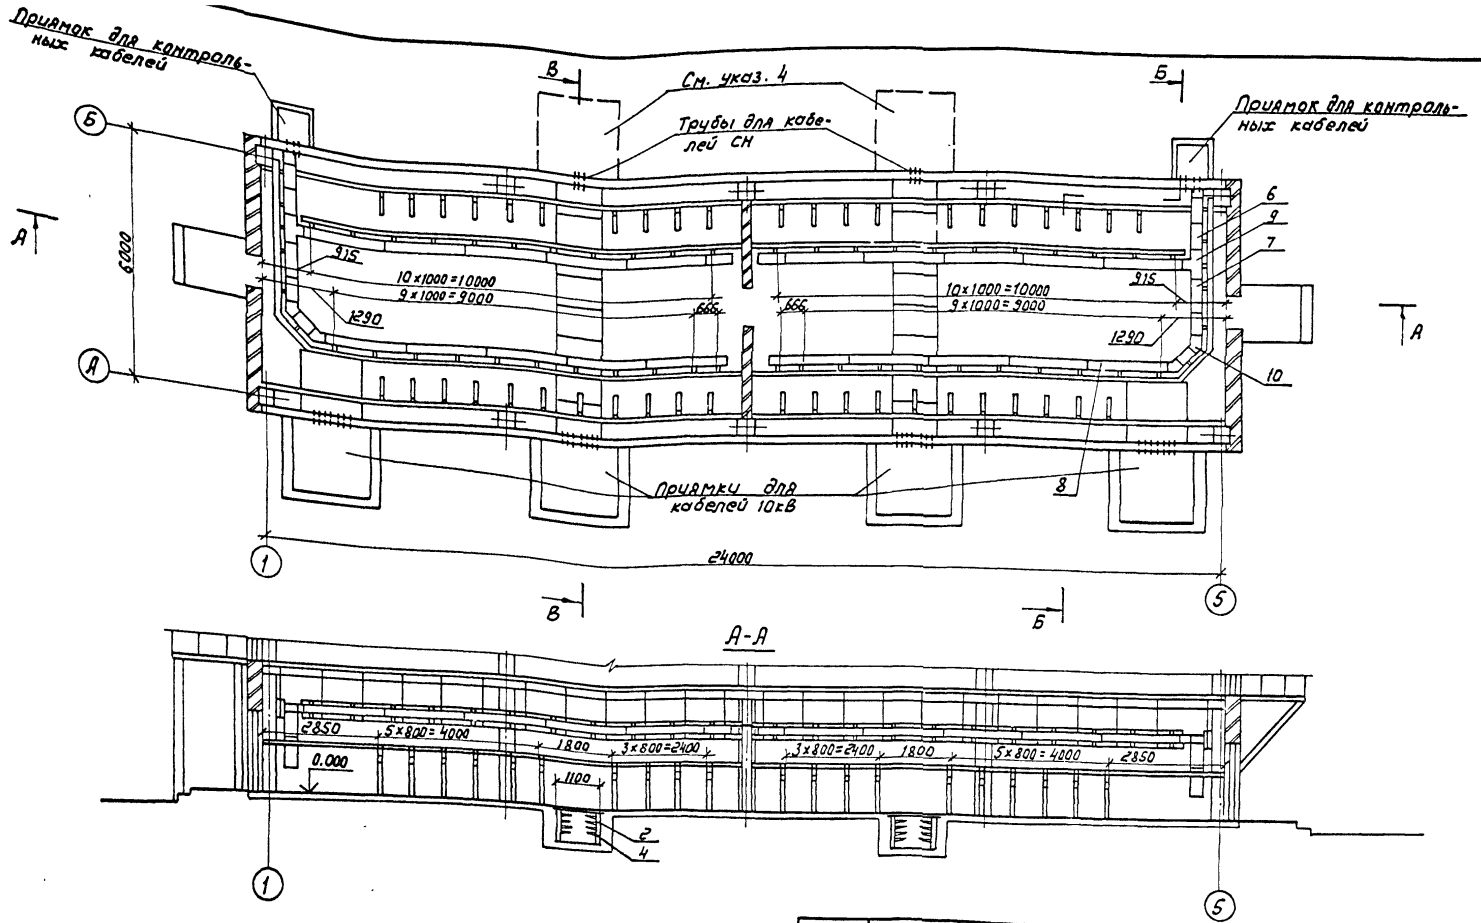 Приямок для контроль-
ных кабелей
В
См. указ. 4
Трубы для кабе-
лей СН
Б
Приямок для контроль-
ных кабелей
Б
А
6000
А
6
9
7
915
10×1000=10000
9×1000=9000
666
1290
666
10×1000=10000
9×1000=9000
915
1290
А
А
10
8
Приямки для
кабелей 10кВ
24000
1
5
В
Б
А-А
2850
5×800=4000
1800
3×800=2400
3×800=2400
1800
5×800=4000
2850
0.000
1100
2
4
1
5